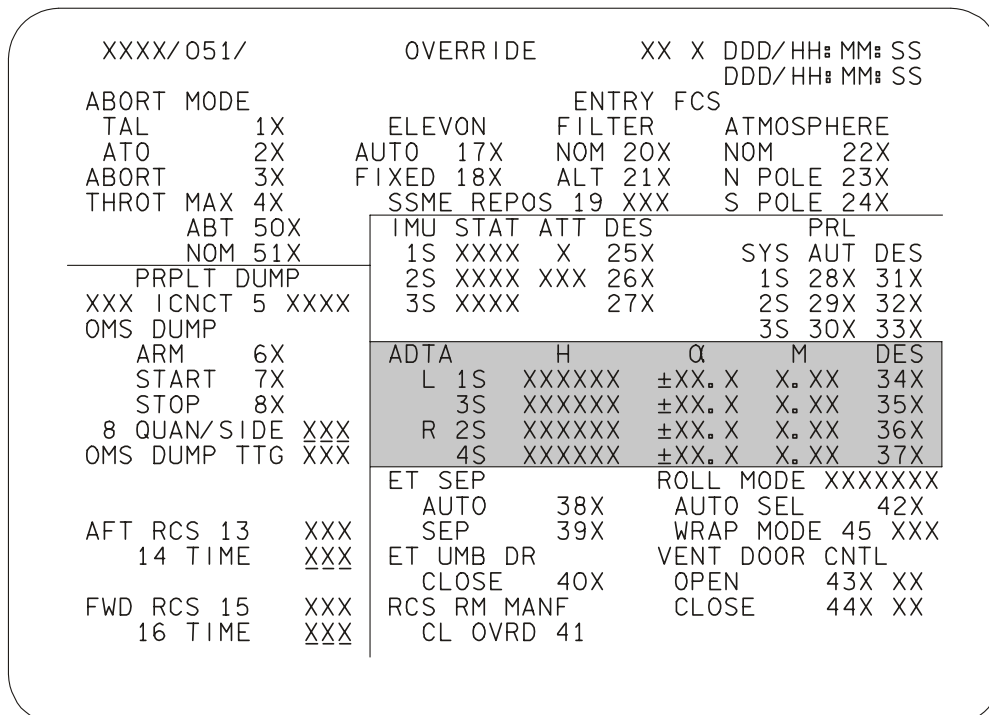 XXXX/051/ OVERRIDE XX X DDD/HH:MM:SS
DDD/HH:MM:SS
ABORT MODE ENTRY FCS
TAL 1X ELEVON FILTER ATMOSPHERE
ATO 2X AUTO 17X NOM 20X NOM 22X
ABORT 3X FIXED 18X ALT 21X N POLE 23X
THROT MAX 4X SSME REPOS 19 XXX S POLE 24X
ABT 50X IMU STAT ATT DES PRL
NOM 51X 1S XXXX X 25X SYS AUT DES
PRPLT DUMP 2S XXXX XXX 26X 1S 28X 31X
XXX ICNCT 5 XXXX 3S XXXX 27X 2S 29X 32X
OMS DUMP 3S 30X 33X
ARM 6X ADTA H α M DES
START 7X L 1S XXXXXX ±XX.X X.XX 34X
STOP 8X 3S XXXXXX ±XX.X X.XX 35X
8 QUAN/SIDE XXX R 2S XXXXXX ±XX.X X.XX 36X
OMS DUMP TTG XXX 4S XXXXXX ±XX.X X.XX 37X
ET SEP ROLL MODE XXXXXXX
AUTO 38X AUTO SEL 42X
AFT RCS 13 XXX SEP 39X WRAP MODE 45 XXX
14 TIME XXX ET UMB DR VENT DOOR CNTL
CLOSE 40X OPEN 43X XX
FWD RCS 15 XXX RCS RM MANF CLOSE 44X XX
16 TIME XXX CL OVRD 41